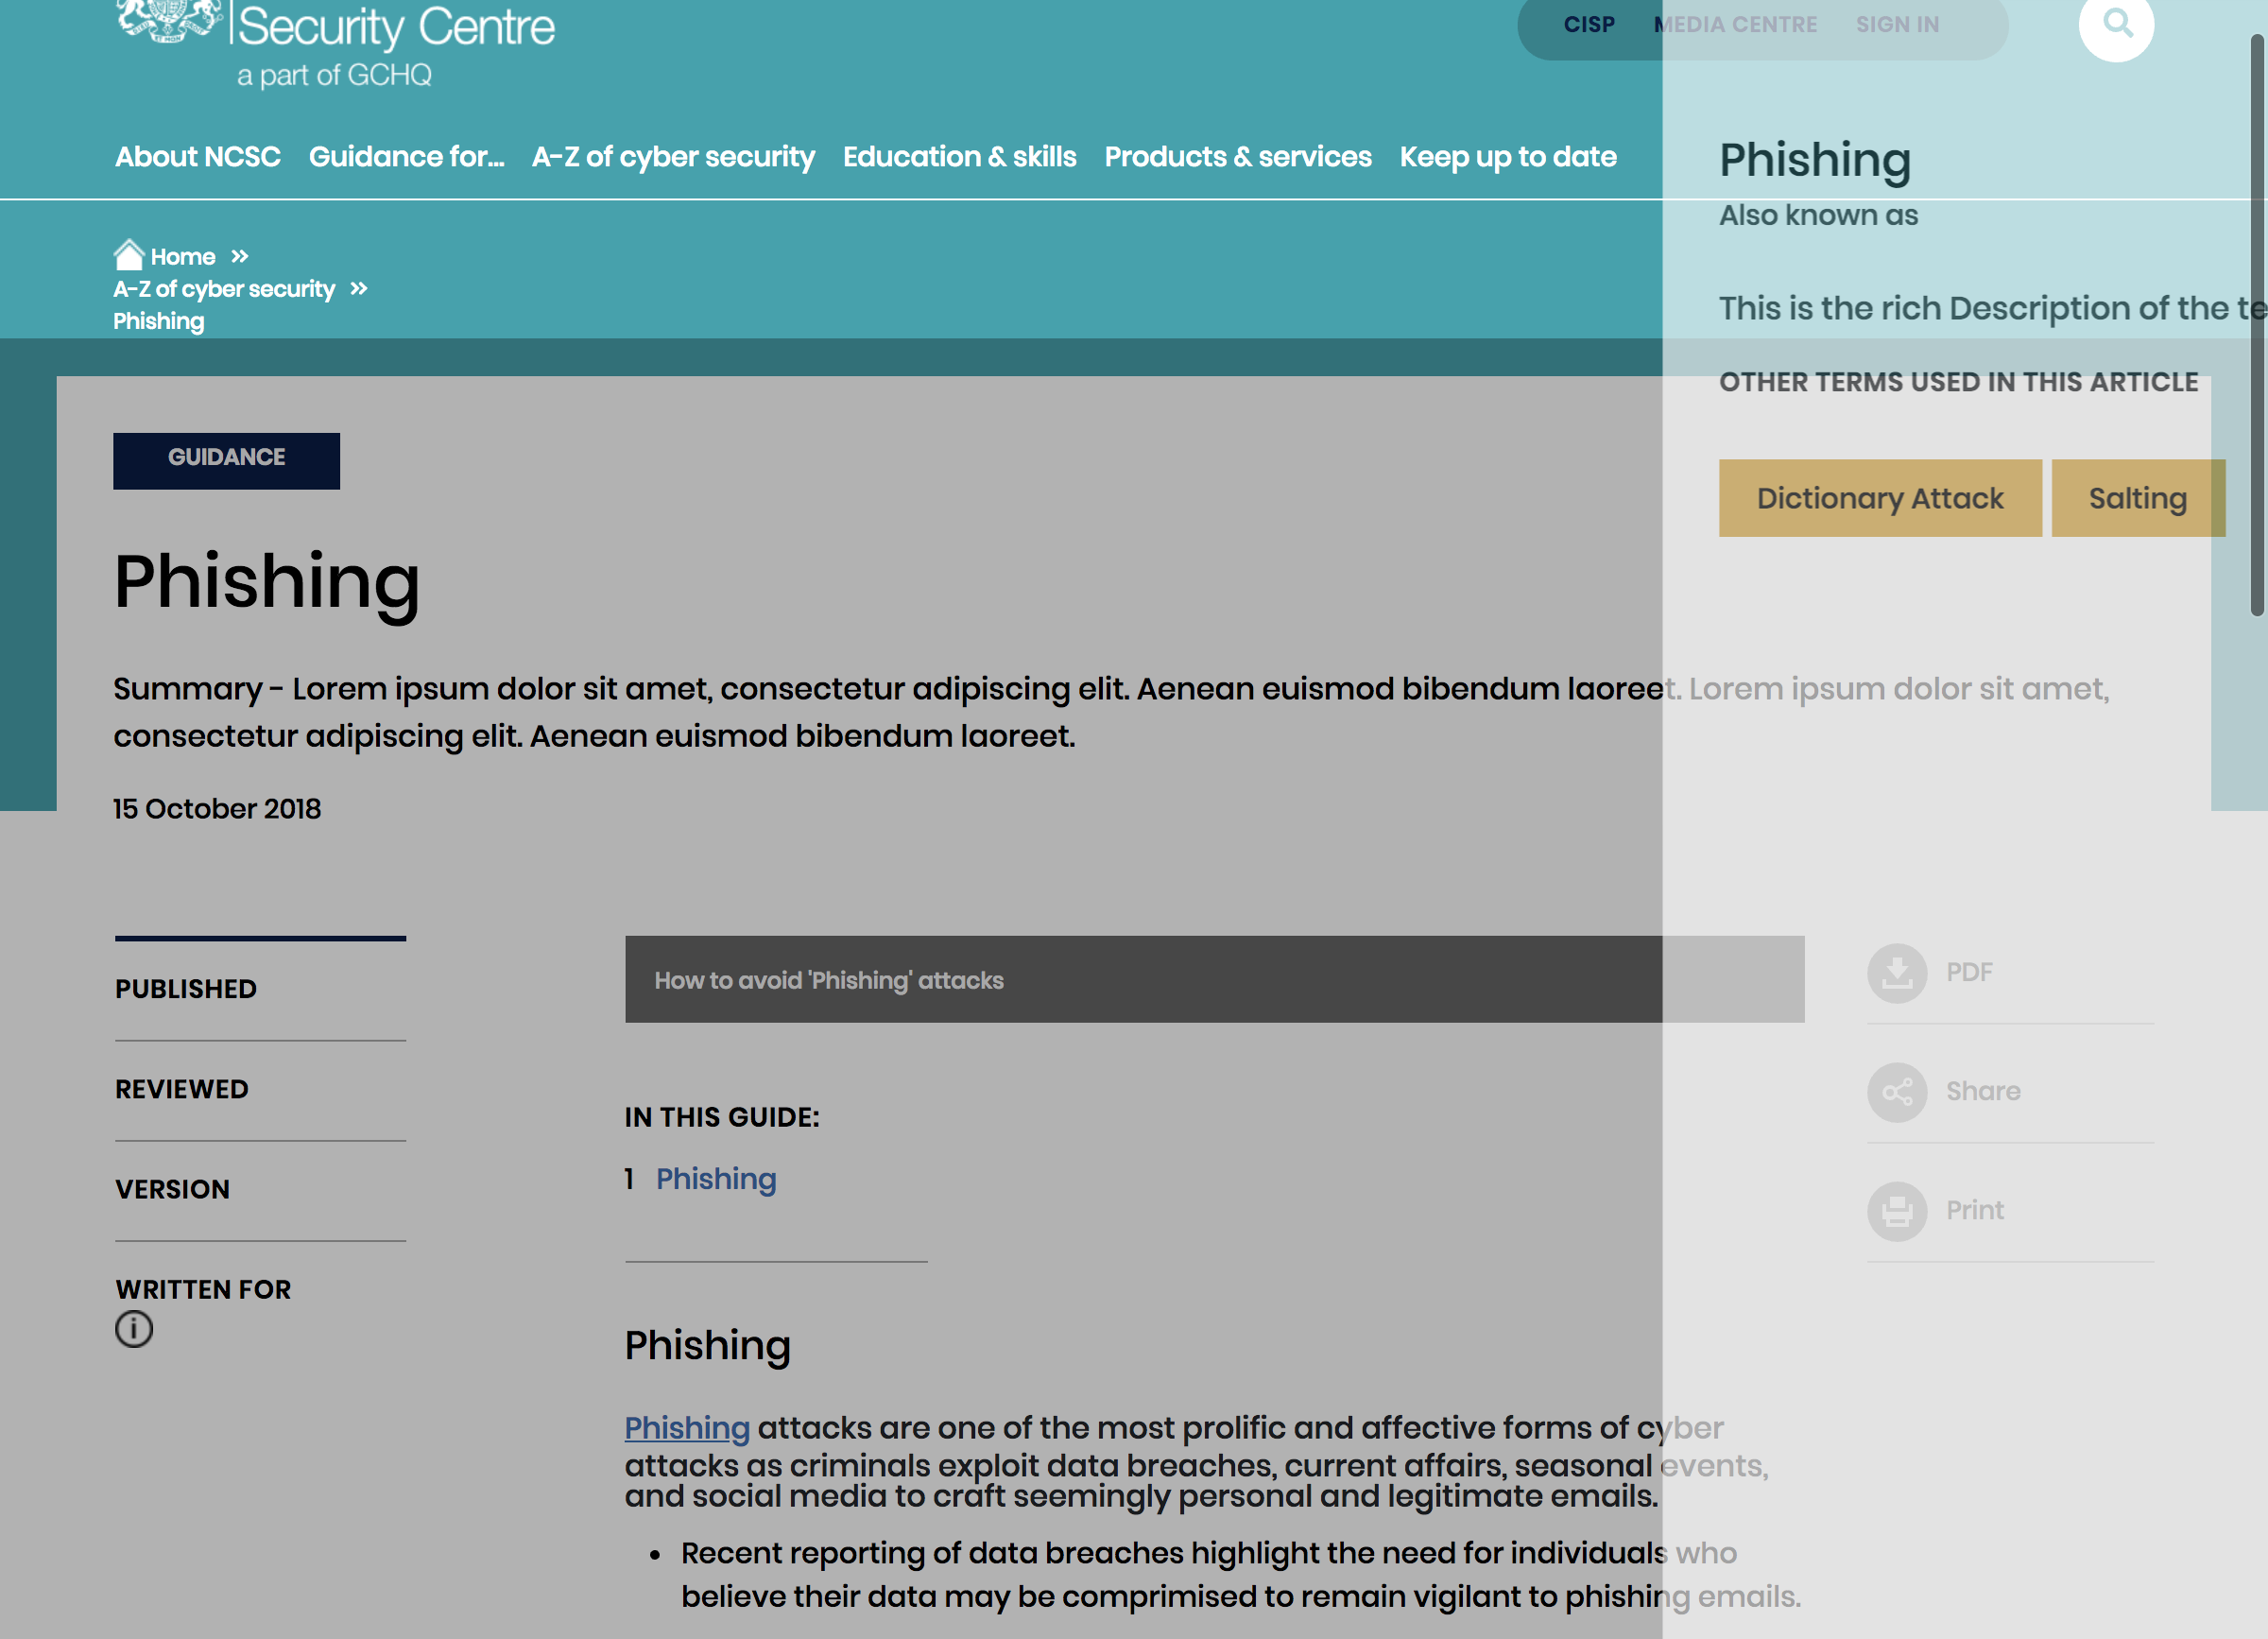 Security Centre
a part of GCHQ
CISP MEDIA CENTRE SIGN IN
About NCSC Guidance for... A-Z of cyber security Education & skills Products & services Keep up to date
Home »
A-Z of cyber security »
Phishing
Phishing
Also known as
This is the rich Description of the te
OTHER TERMS USED IN THIS ARTICLE
Dictionary Attack Salting
GUIDANCE
Phishing
Summary - Lorem ipsum dolor sit amet, consectetur adipiscing elit. Aenean euismod bibendum laoreet. Lorem ipsum dolor sit amet,
consectetur adipiscing elit. Aenean euismod bibendum laoreet.
15 October 2018
PUBLISHED
REVIEWED
VERSION
WRITTEN FOR
How to avoid 'Phishing' attacks
IN THIS GUIDE:
1 Phishing
Phishing
Phishing attacks are one of the most prolific and affective forms of cyber
attacks as criminals exploit data breaches, current affairs, seasonal events,
and social media to craft seemingly personal and legitimate emails.
• Recent reporting of data breaches highlight the need for individuals who
believe their data may be comprimised to remain vigilant to phishing emails.
PDF
Share
Print